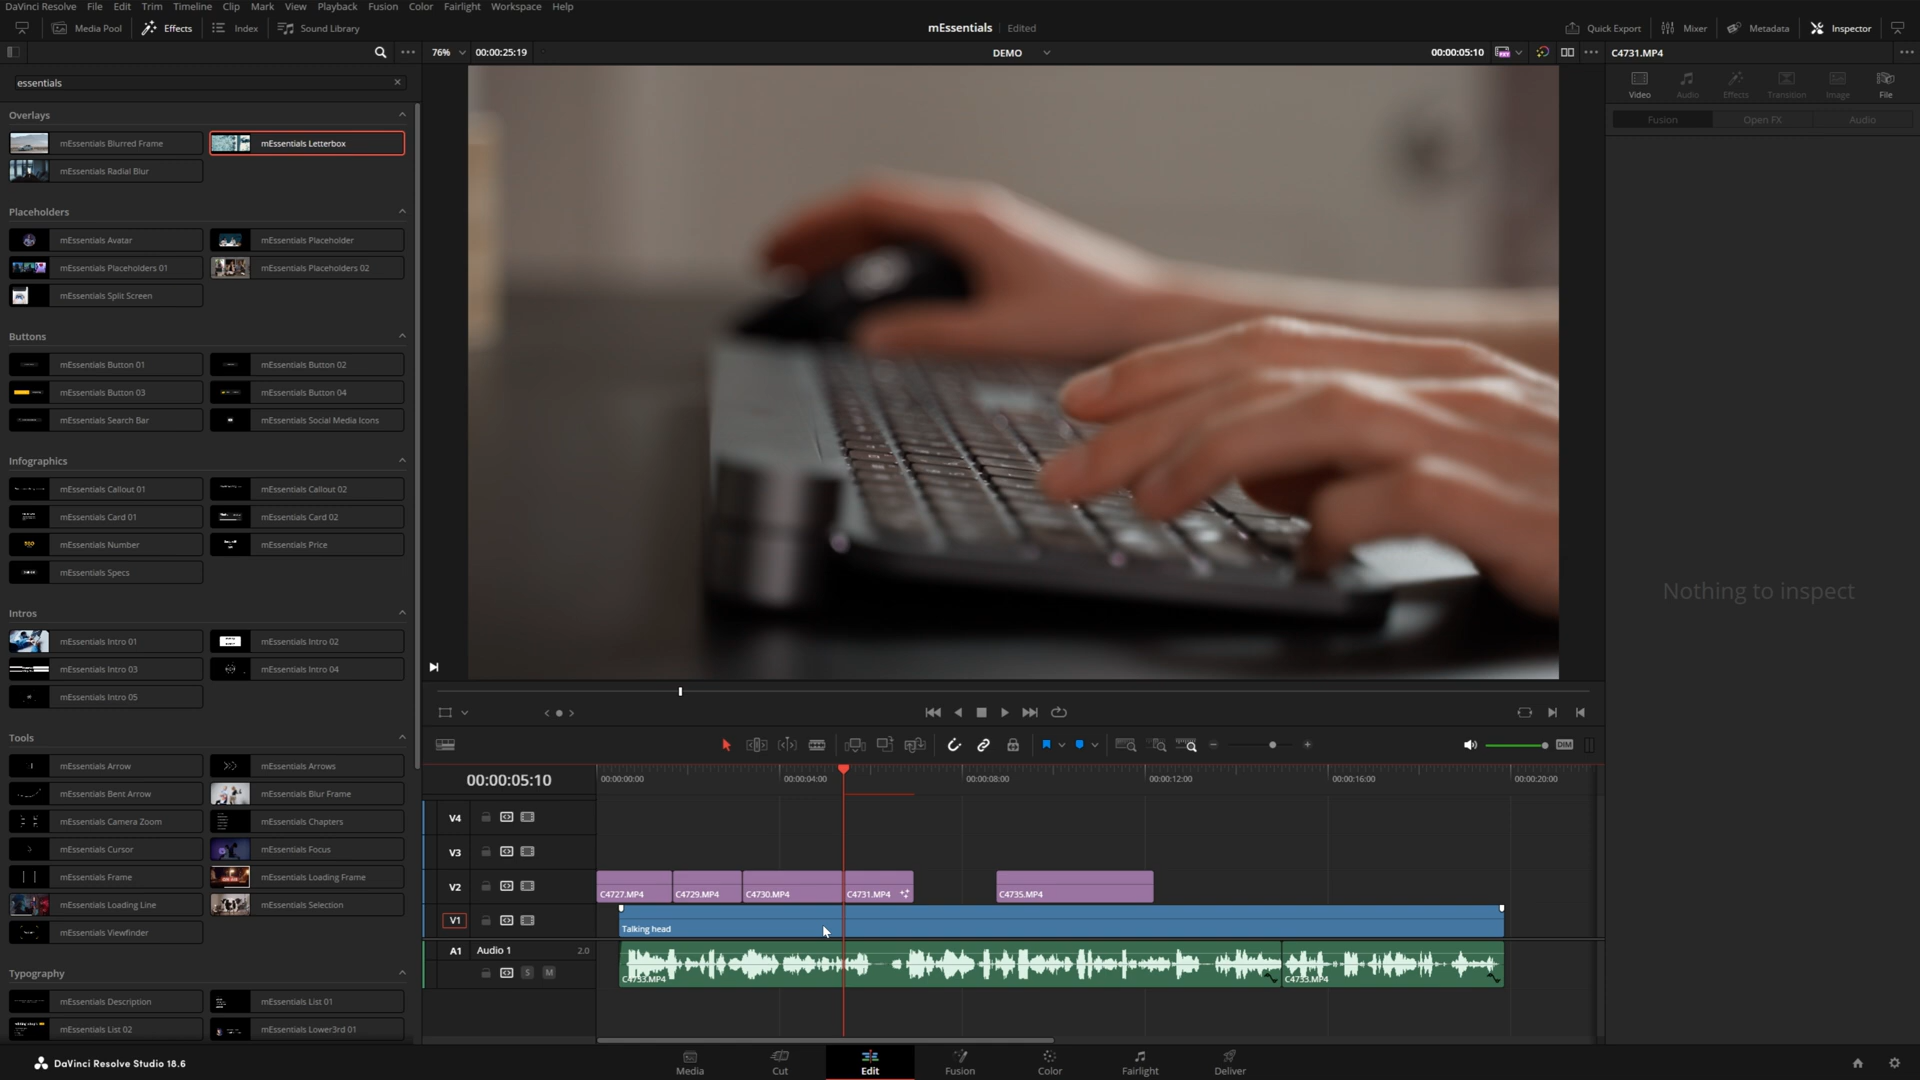 DaVinci Resolve File Edit Trim Timeline Clip Mark View Playback Fusion Color Fairlight Workspace Help
Media Pool Effects Index Sound Library mEssentials Edited Quick Export Mixer Metadata Inspector
76% 00:00:25:19 DEMO 00:00:05:10 C4731.MP4
essentials
Video Audio Effects Transition Image File
Fusion Open FX Audio
Nothing to inspect
Overlays
mEssentials Blurred Frame mEssentials Letterbox
mEssentials Radial Blur
Placeholders
mEssentials Avatar mEssentials Placeholder
mEssentials Placeholders 01 mEssentials Placeholders 02
mEssentials Split Screen
Buttons
mEssentials Button 01 mEssentials Button 02
mEssentials Button 03 mEssentials Button 04
mEssentials Search Bar mEssentials Social Media Icons
Infographics
mEssentials Callout 01 mEssentials Callout 02
mEssentials Card 01 mEssentials Card 02
mEssentials Number mEssentials Price
mEssentials Specs
Intros
mEssentials Intro 01 mEssentials Intro 02
mEssentials Intro 03 mEssentials Intro 04
mEssentials Intro 05
Tools
mEssentials Arrow mEssentials Arrows
mEssentials Bent Arrow mEssentials Blur Frame
mEssentials Camera Zoom mEssentials Chapters
mEssentials Cursor mEssentials Focus
mEssentials Frame mEssentials Loading Frame
mEssentials Loading Line mEssentials Selection
mEssentials Viewfinder
Typography
mEssentials Description mEssentials List 01
mEssentials List 02 mEssentials Lower3rd 01
DIM
00:00:05:10 00:00:00:00 00:00:04:00 00:00:08:00 00:00:12:00 00:00:16:00 00:00:20:00
V4
V3
V2 C4727.MP4 C4729.MP4 C4730.MP4 C4731.MP4 C4735.MP4
V1 Talking head
A1 Audio 1 2.0
S M C4733.MP4 C4733.MP4
DaVinci Resolve Studio 18.6 Media Cut Edit Fusion Color Fairlight Deliver